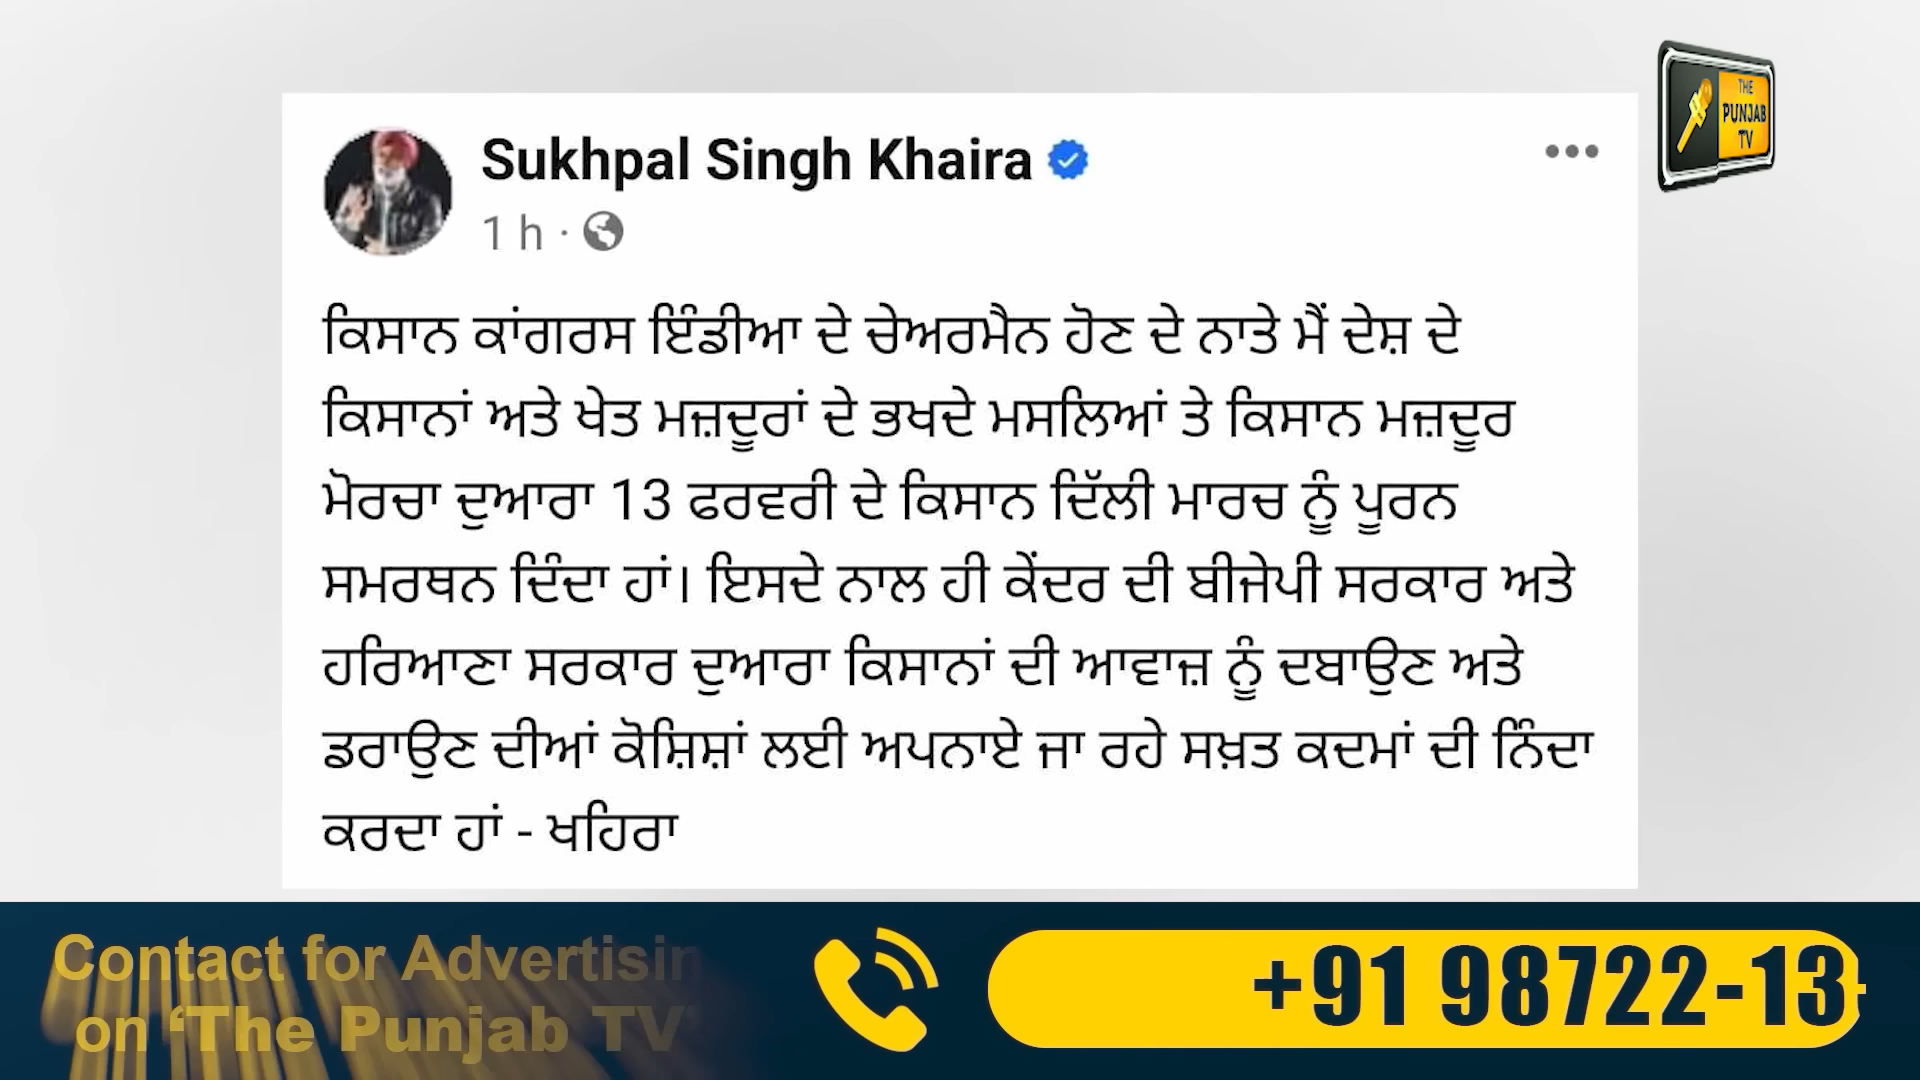 THE
PUNJAB
TV
Sukhpal Singh Khaira
1 h ·
ਕਿਸਾਨ ਕਾਂਗਰਸ ਇੰਡੀਆ ਦੇ ਚੇਅਰਮੈਨ ਹੋਣ ਦੇ ਨਾਤੇ ਮੈਂ ਦੇਸ਼ ਦੇ
ਕਿਸਾਨਾਂ ਅਤੇ ਖੇਤ ਮਜ਼ਦੂਰਾਂ ਦੇ ਭਖਦੇ ਮਸਲਿਆਂ ਤੇ ਕਿਸਾਨ ਮਜ਼ਦੂਰ
ਮੋਰਚਾ ਦੁਆਰਾ 13 ਫਰਵਰੀ ਦੇ ਕਿਸਾਨ ਦਿੱਲੀ ਮਾਰਚ ਨੂੰ ਪੂਰਨ
ਸਮਰਥਨ ਦਿੰਦਾ ਹਾਂ। ਇਸਦੇ ਨਾਲ ਹੀ ਕੇਂਦਰ ਦੀ ਬੀਜੇਪੀ ਸਰਕਾਰ ਅਤੇ
ਹਰਿਆਣਾ ਸਰਕਾਰ ਦੁਆਰਾ ਕਿਸਾਨਾਂ ਦੀ ਆਵਾਜ਼ ਨੂੰ ਦਬਾਉਣ ਅਤੇ
ਡਰਾਉਣ ਦੀਆਂ ਕੋਸ਼ਿਸ਼ਾਂ ਲਈ ਅਪਨਾਏ ਜਾ ਰਹੇ ਸਖ਼ਤ ਕਦਮਾਂ ਦੀ ਨਿੰਦਾ
ਕਰਦਾ ਹਾਂ - ਖਹਿਰਾ
Contact for Advertisin
on ‘The Punjab TV’
+91 98722-13